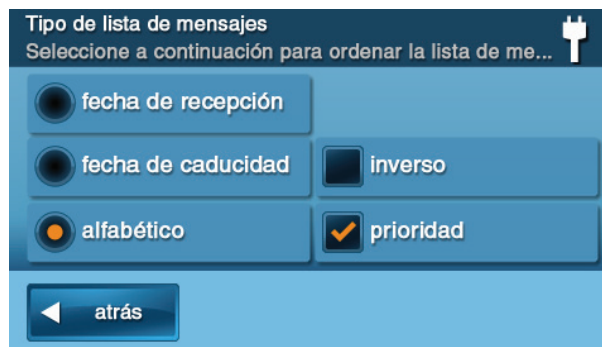 Tipo de lista de mensajes
Seleccione a continuación para ordenar la lista de me...
fecha de recepción
fecha de caducidad
inverso
alfabético
prioridad
atrás